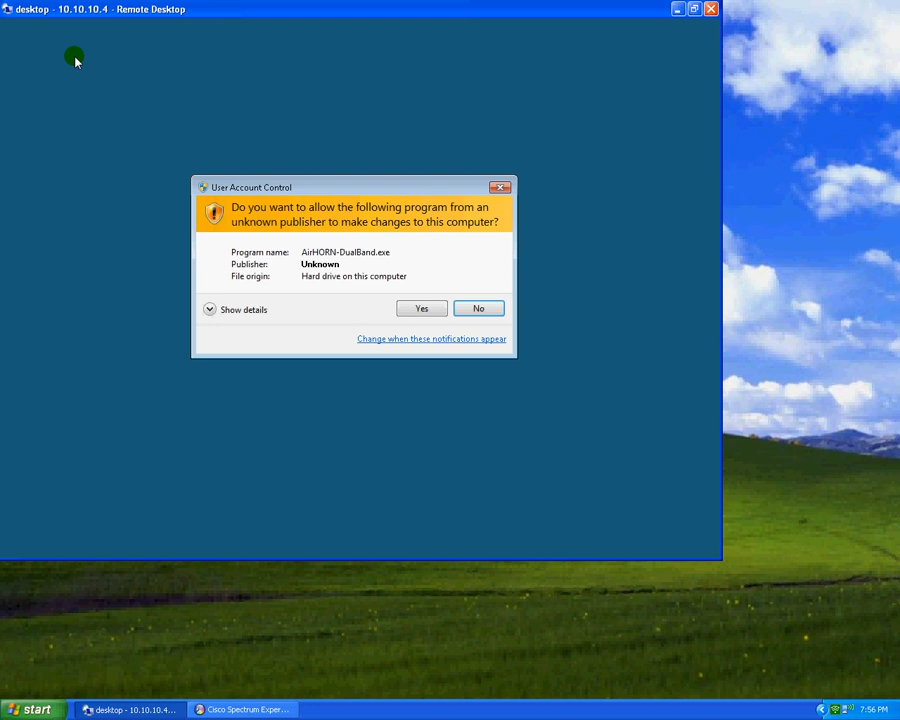 desktop - 10.10.10.4 - Remote Desktop
User Account Control
Do you want to allow the following program from an
unknown publisher to make changes to this computer?
Program name: AirHORN-DualBand.exe
Publisher: Unknown
File origin: Hard drive on this computer
Show details
Yes
No
Change when these notifications appear
start
desktop - 10.10.10.4...
Cisco Spectrum Exper...
7:56 PM